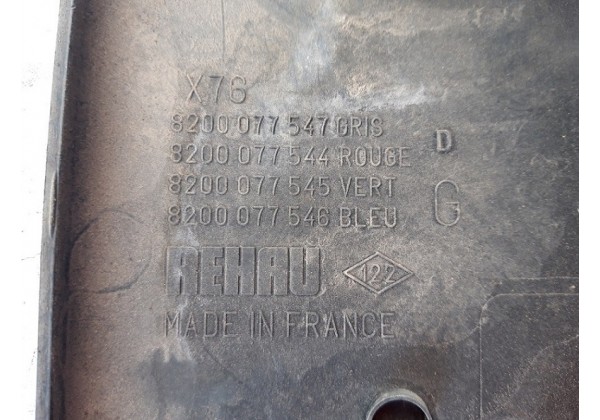 X76
8200 077 547 GRIS
8200 077 544 ROUGE D
8200 077 545 VERT
8200 077 546 BLEU G
REHAU 122
MADE IN FRANCE